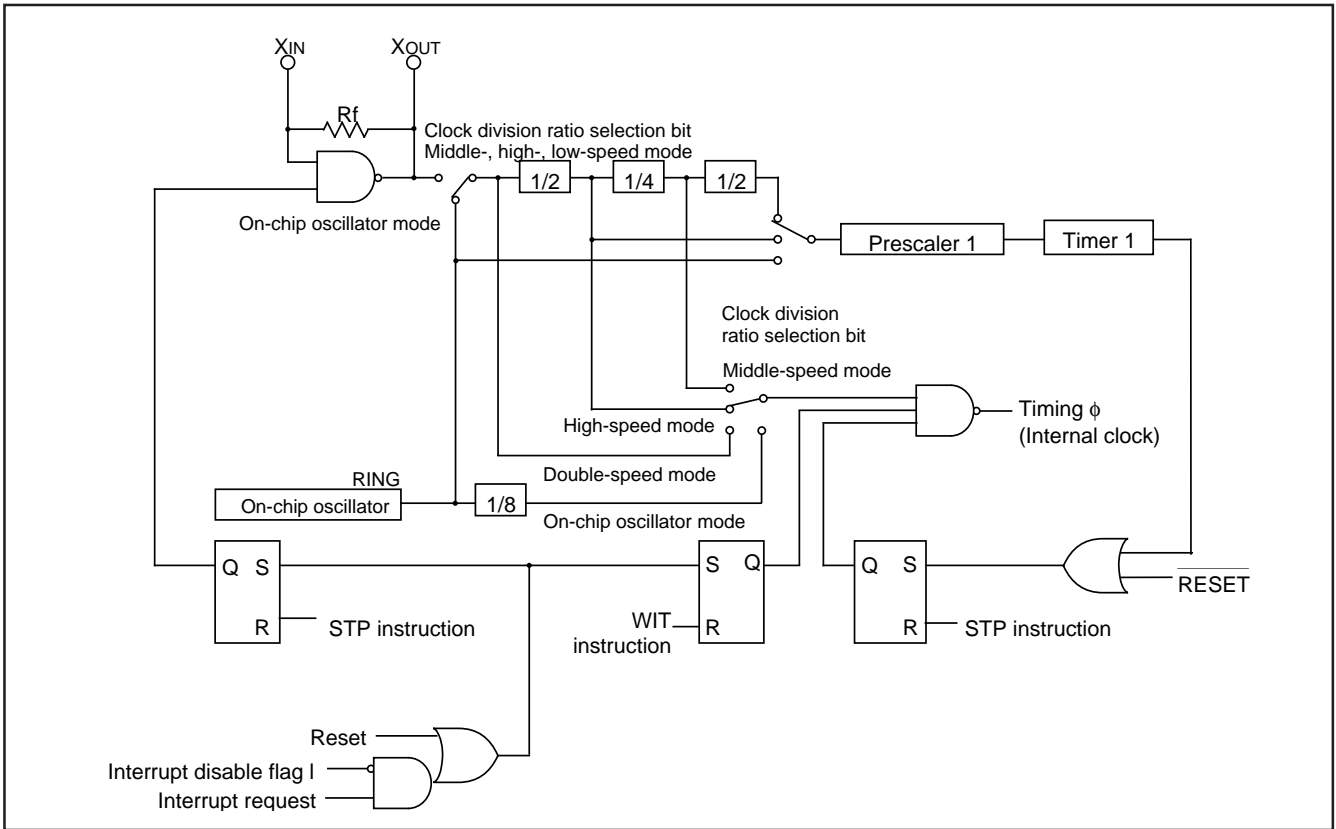 XIN
XOUT
Rf
Clock division ratio selection bit
Middle-, high-, low-speed mode
1/2
1/4
1/2
On-chip oscillator mode
Prescaler 1
Timer 1
Clock division
ratio selection bit
Middle-speed mode
Timing ϕ
(Internal clock)
High-speed mode
Double-speed mode
RING
On-chip oscillator
1/8
On-chip oscillator mode
Q S
R
STP instruction
S Q
R
WIT
instruction
Q S
R
STP instruction
RESET
Reset
Interrupt disable flag I
Interrupt request